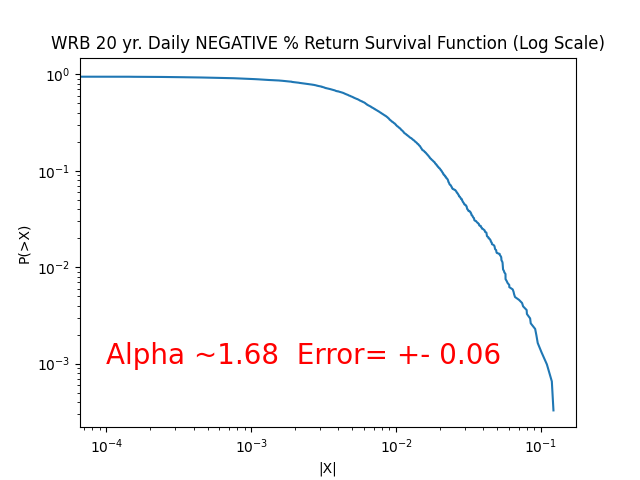 WRB 20 yr. Daily NEGATIVE % Return Survival Function (Log Scale)
10⁰
10⁻¹
10⁻²
10⁻³
P(>X)
Alpha ~1.68  Error= +- 0.06
10⁻⁴ 10⁻³ 10⁻² 10⁻¹
|X|